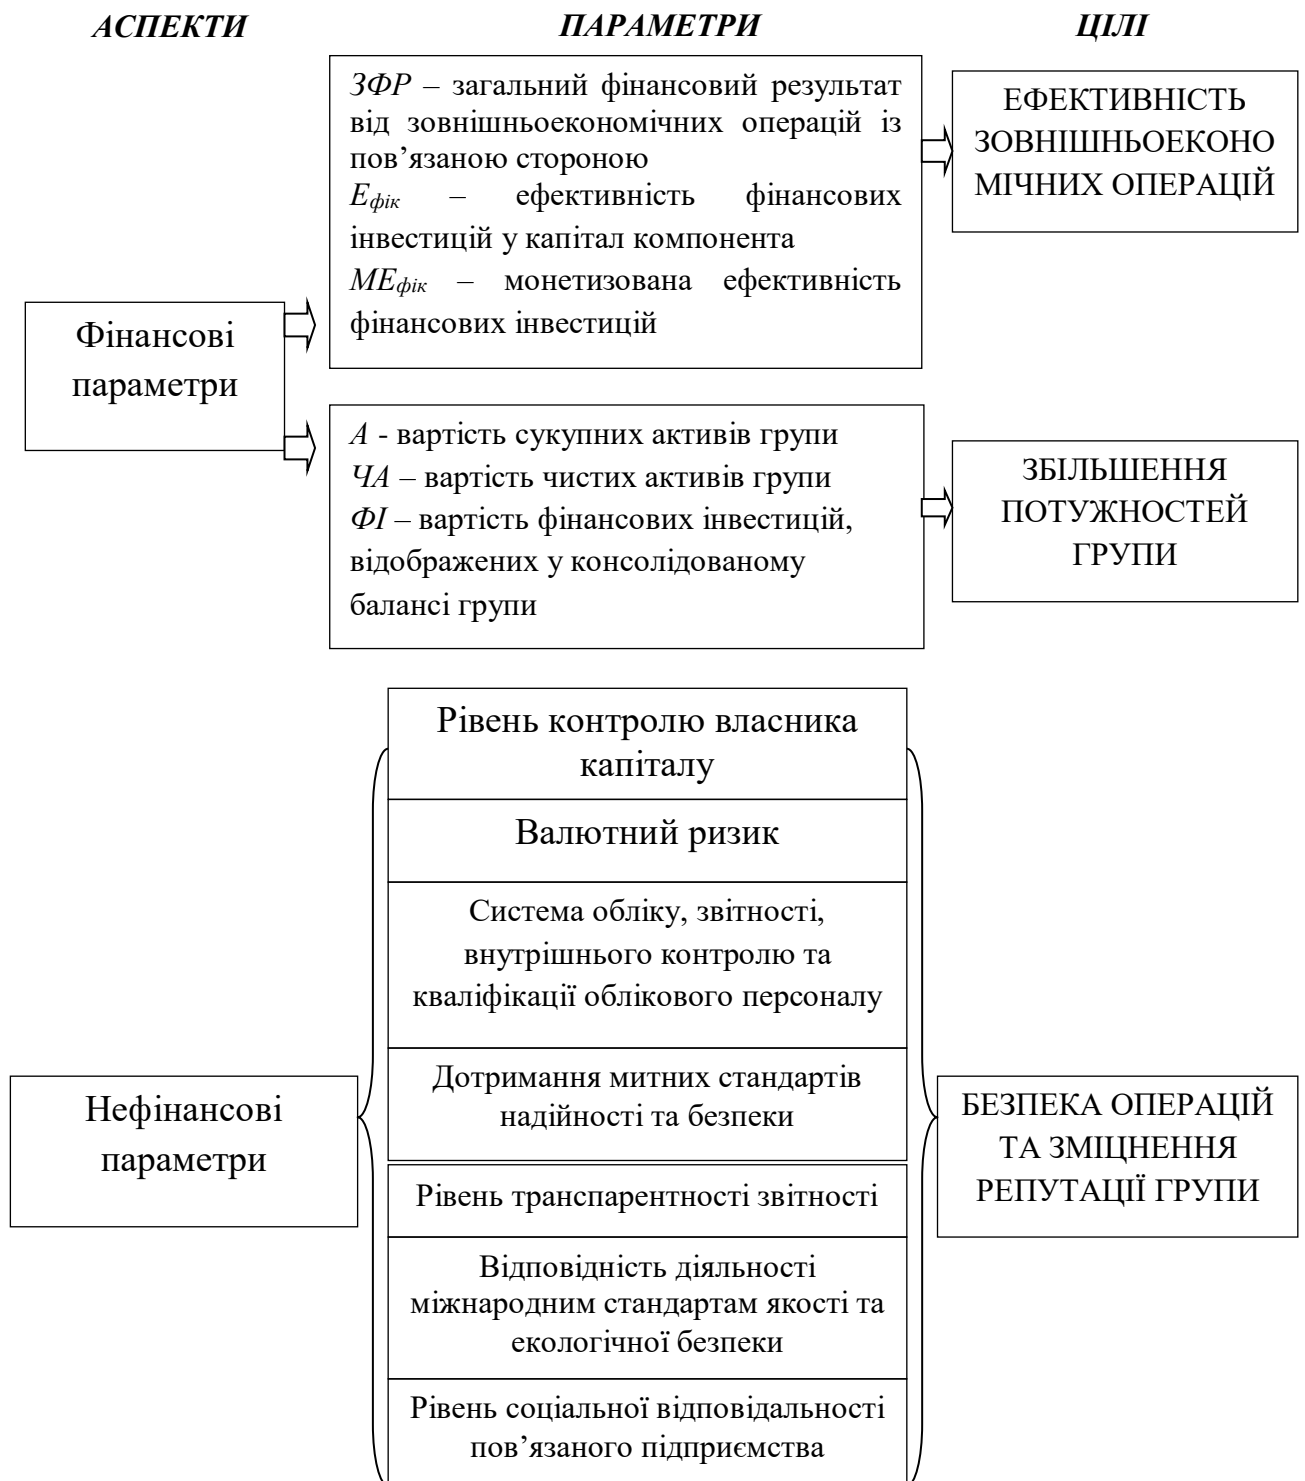 АСПЕКТИ ПАРАМЕТРИ ЦІЛІ
ЗФР – загальний фінансовий результат
від зовнішньоекономічних операцій із
пов’язаною стороною
Ефік – ефективність фінансових
інвестицій у капітал компонента
МЕфік – монетизована ефективність
фінансових інвестицій
ЕФЕКТИВНІСТЬ
ЗОВНІШНЬОЕКОНО
МІЧНИХ ОПЕРАЦІЙ
Фінансові
параметри
А - вартість сукупних активів групи
ЧА – вартість чистих активів групи
ФІ – вартість фінансових інвестицій,
відображених у консолідованому
балансі групи
ЗБІЛЬШЕННЯ
ПОТУЖНОСТЕЙ
ГРУПИ
Рівень контролю власника
капіталу
Валютний ризик
Система обліку, звітності,
внутрішнього контролю та
кваліфікації облікового персоналу
Дотримання митних стандартів
надійності та безпеки
Нефінансові
параметри
БЕЗПЕКА ОПЕРАЦІЙ
ТА ЗМІЦНЕННЯ
РЕПУТАЦІЇ ГРУПИ
Рівень транспарентності звітності
Відповідність діяльності
міжнародним стандартам якості та
екологічної безпеки
Рівень соціальної відповідальності
пов’язаного підприємства